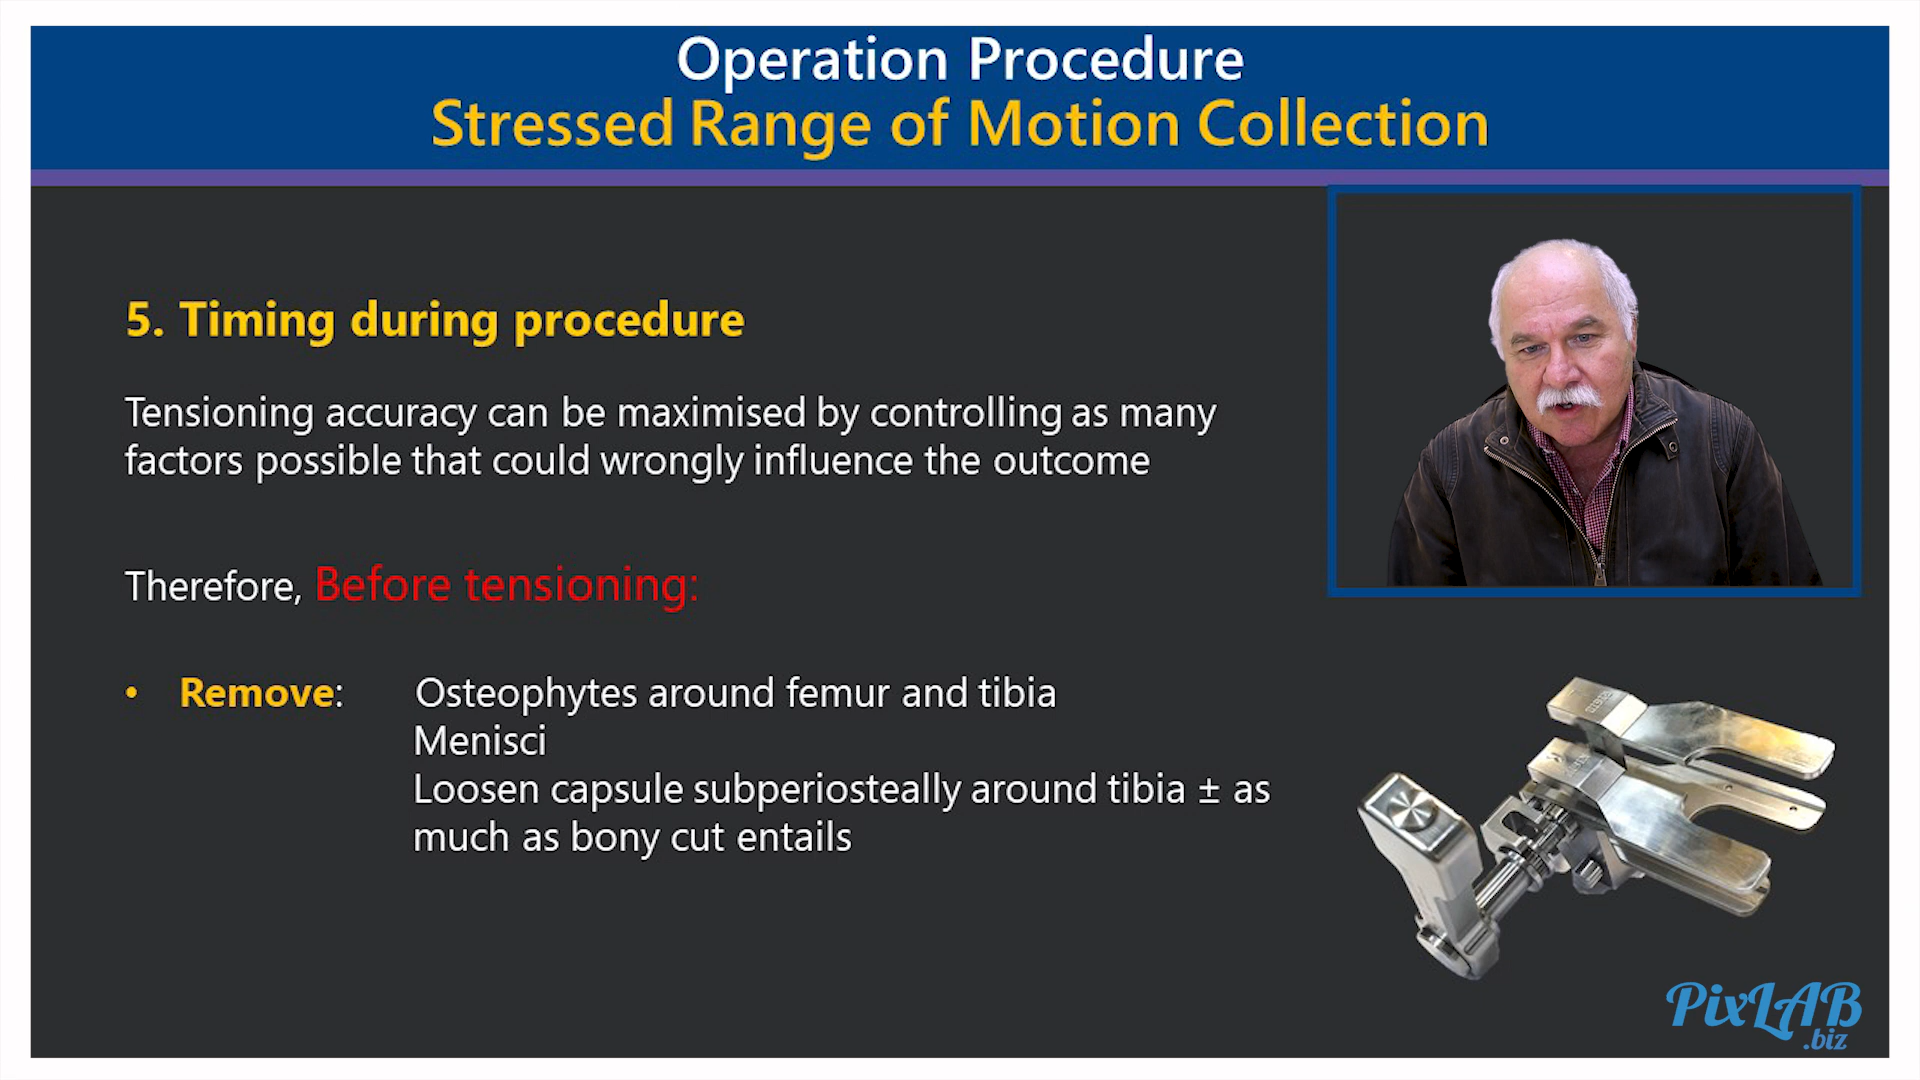 Operation Procedure
Stressed Range of Motion Collection
5. Timing during procedure
Tensioning accuracy can be maximised by controlling as many
factors possible that could wrongly influence the outcome
Therefore, Before tensioning:
• Remove: Osteophytes around femur and tibia
Menisci
Loosen capsule subperiosteally around tibia ± as
much as bony cut entails
PixLAB
.biz